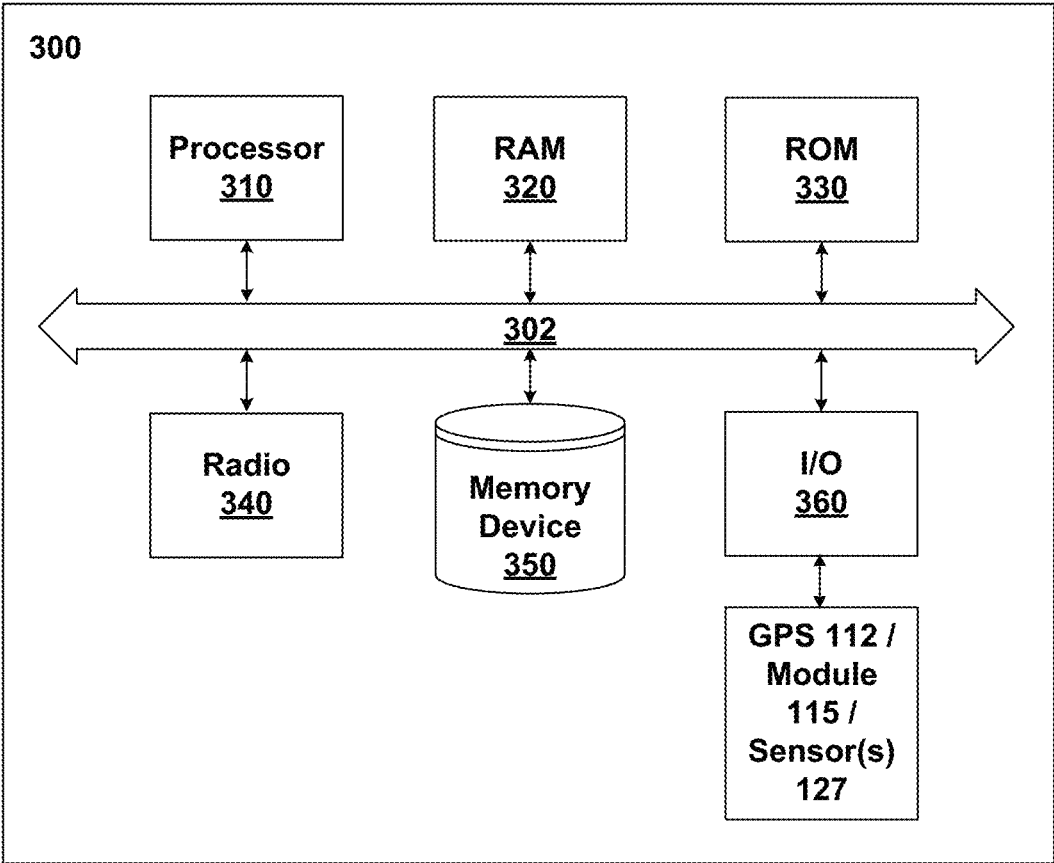 300
Processor
310
RAM
320
ROM
330
302
Radio
340
Memory
Device
350
I/O
360
GPS 112 /
Module
115 /
Sensor(s)
127